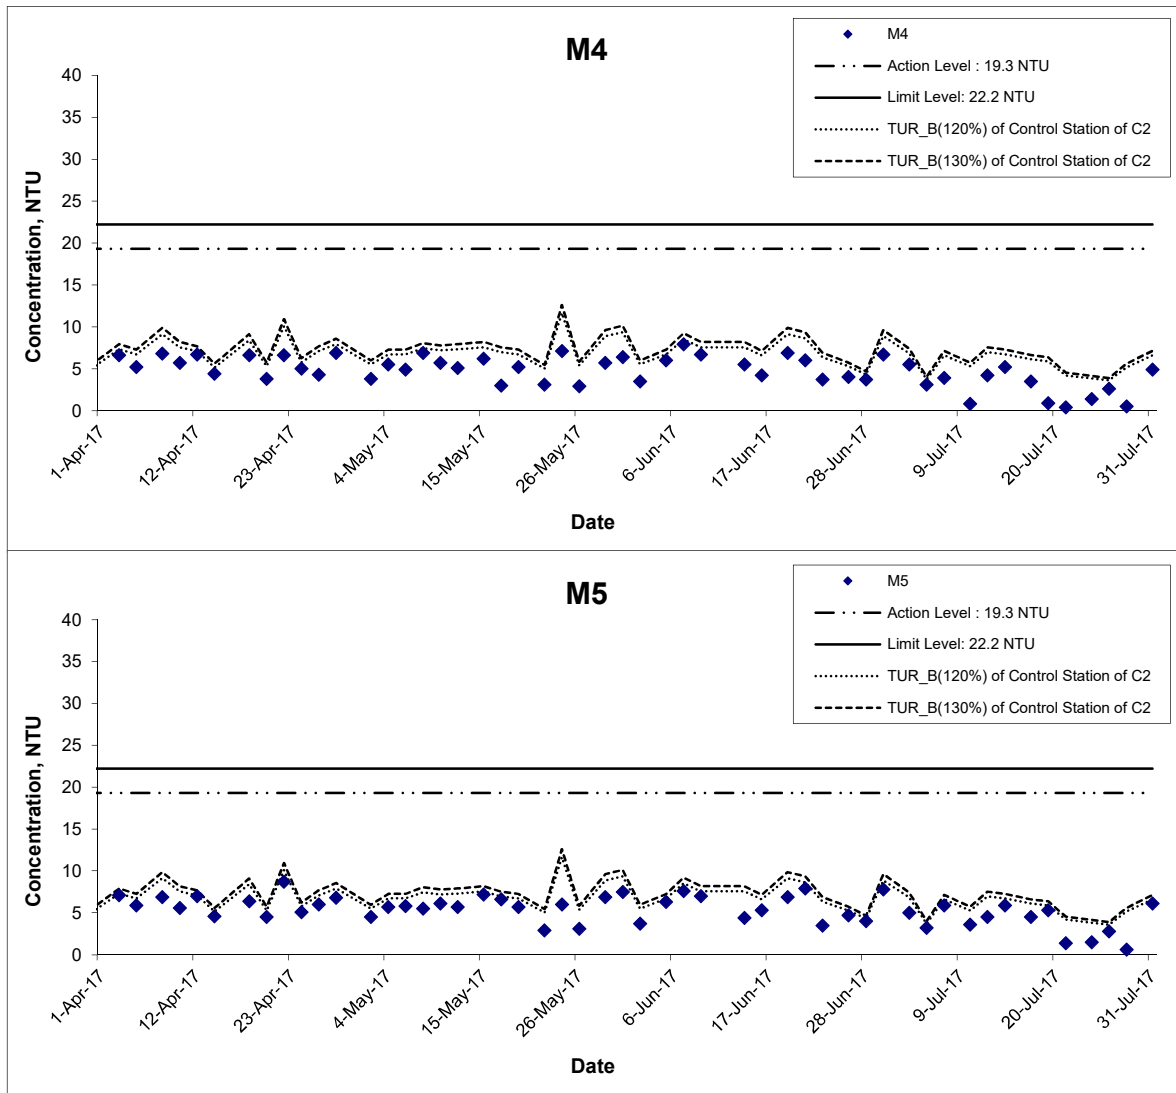 M4
M4
Action Level : 19.3 NTU
Limit Level: 22.2 NTU
TUR_B(120%) of Control Station of C2
TUR_B(130%) of Control Station of C2
Concentration, NTU
40
35
30
25
20
15
10
5
0
1-Apr-17
12-Apr-17
23-Apr-17
4-May-17
15-May-17
26-May-17
6-Jun-17
17-Jun-17
28-Jun-17
9-Jul-17
20-Jul-17
31-Jul-17
Date
M5
M5
Action Level : 19.3 NTU
Limit Level: 22.2 NTU
TUR_B(120%) of Control Station of C2
TUR_B(130%) of Control Station of C2
Concentration, NTU
40
35
30
25
20
15
10
5
0
1-Apr-17
12-Apr-17
23-Apr-17
4-May-17
15-May-17
26-May-17
6-Jun-17
17-Jun-17
28-Jun-17
9-Jul-17
20-Jul-17
31-Jul-17
Date